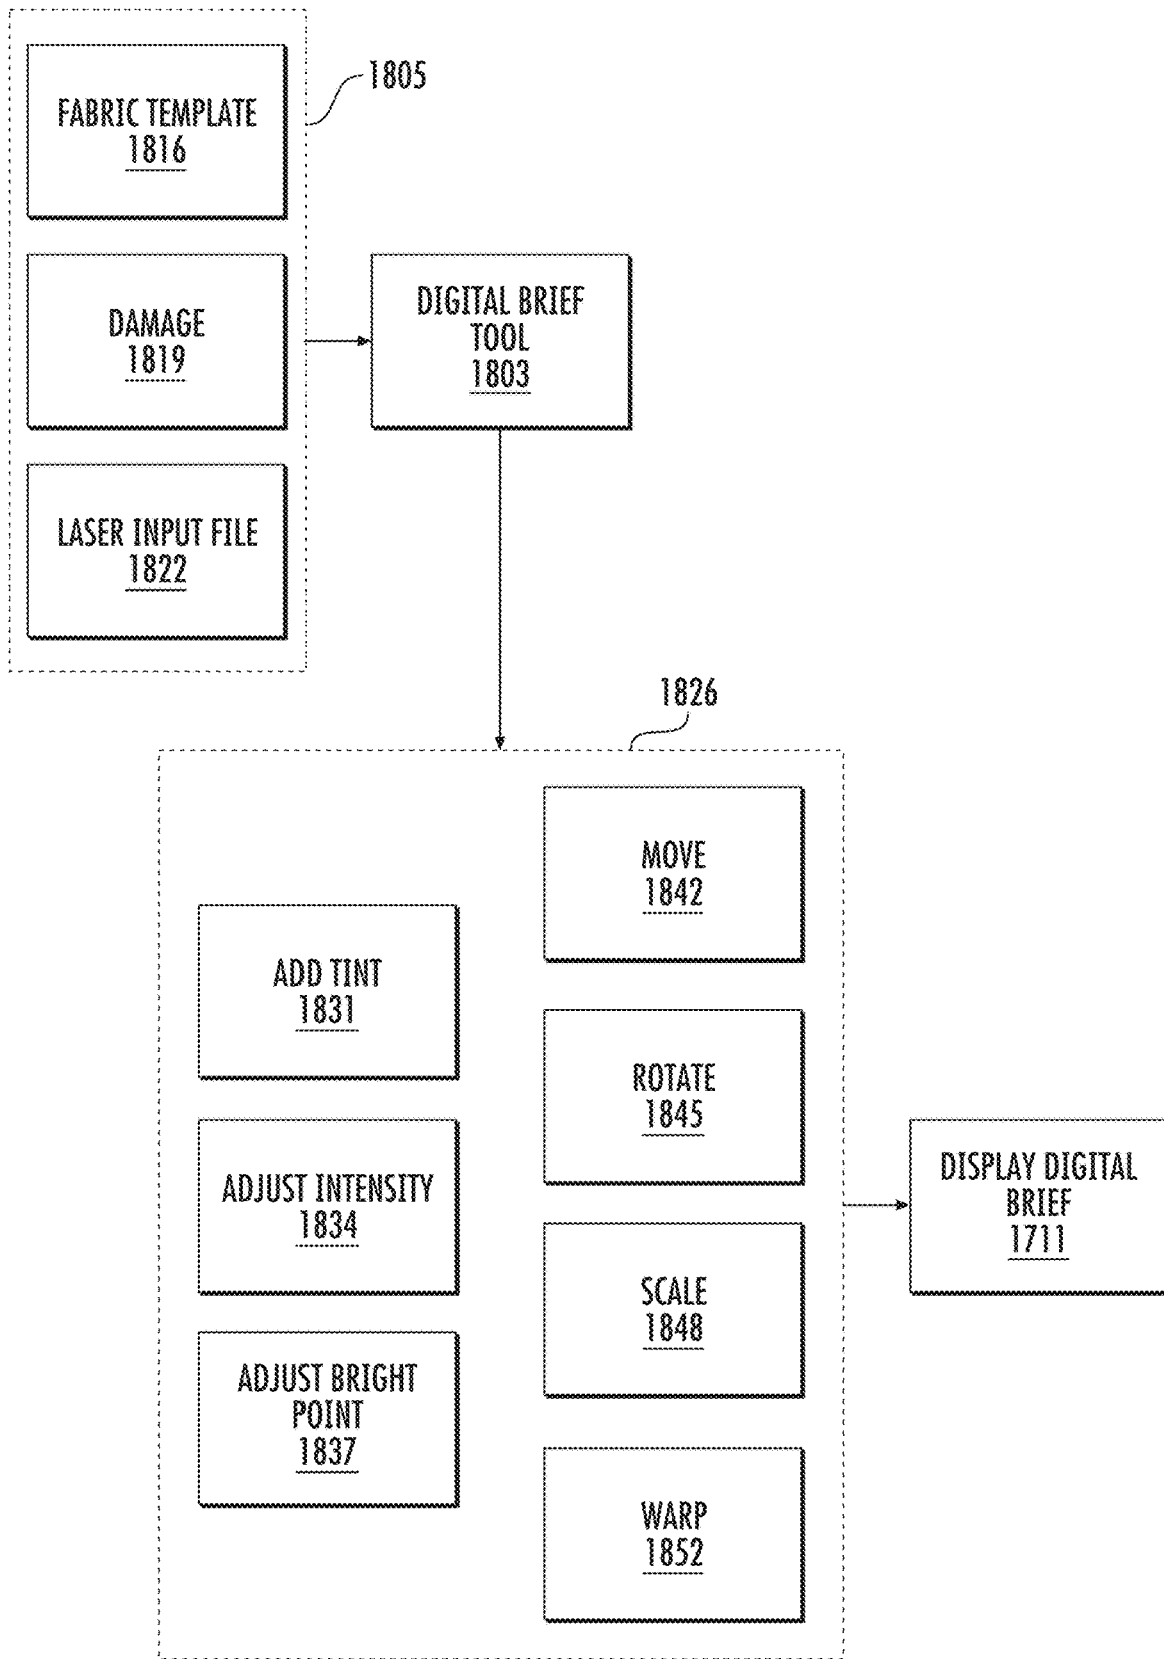 1805
FABRIC TEMPLATE
1816
DAMAGE
1819
LASER INPUT FILE
1822
DIGITAL BRIEF
TOOL
1803
1826
ADD TINT
1831
ADJUST INTENSITY
1834
ADJUST BRIGHT
POINT
1837
MOVE
1842
ROTATE
1845
SCALE
1848
WARP
1852
DISPLAY DIGITAL
BRIEF
1711